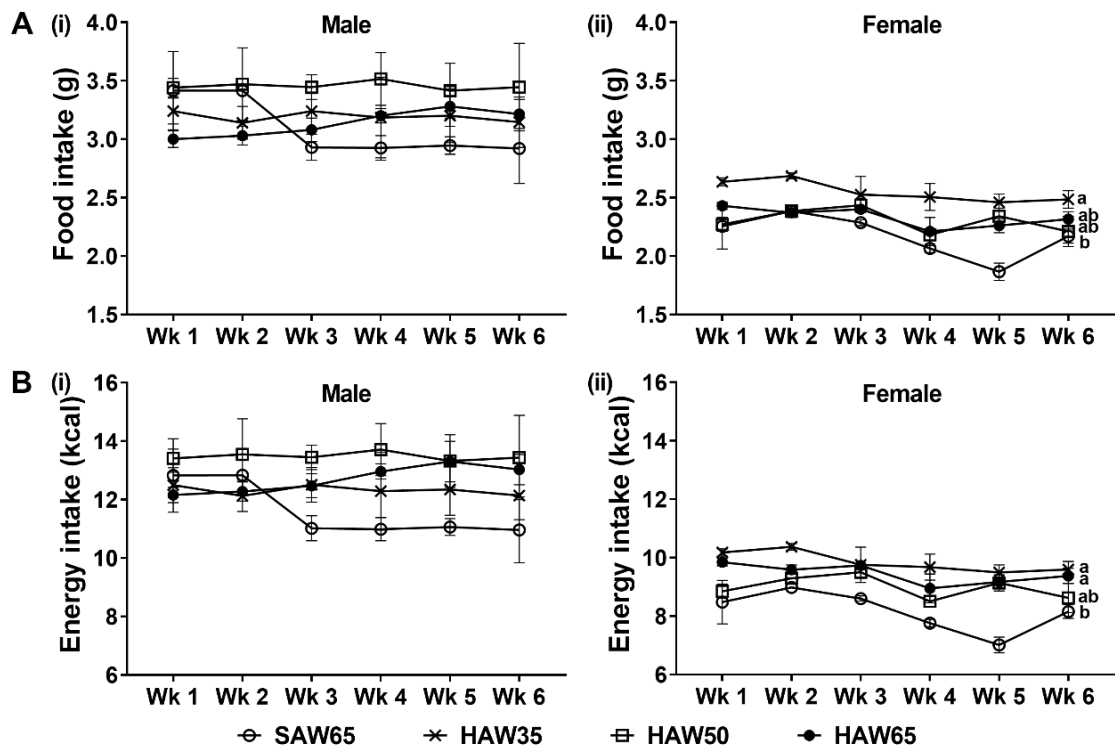 A (i) Male
4.0
3.5
3.0
2.5
2.0
1.5
Food intake (g)
Wk 1 Wk 2 Wk 3 Wk 4 Wk 5 Wk 6
(ii) Female
4.0
3.5
3.0
2.5
2.0
1.5
Food intake (g)
a
ab
ab
b
Wk 1 Wk 2 Wk 3 Wk 4 Wk 5 Wk 6
B (i) Male
16
14
12
10
8
6
Energy intake (kcal)
Wk 1 Wk 2 Wk 3 Wk 4 Wk 5 Wk 6
(ii) Female
16
14
12
10
8
6
Energy intake (kcal)
a
a
ab
b
Wk 1 Wk 2 Wk 3 Wk 4 Wk 5 Wk 6
SAW65 HAW35 HAW50 HAW65